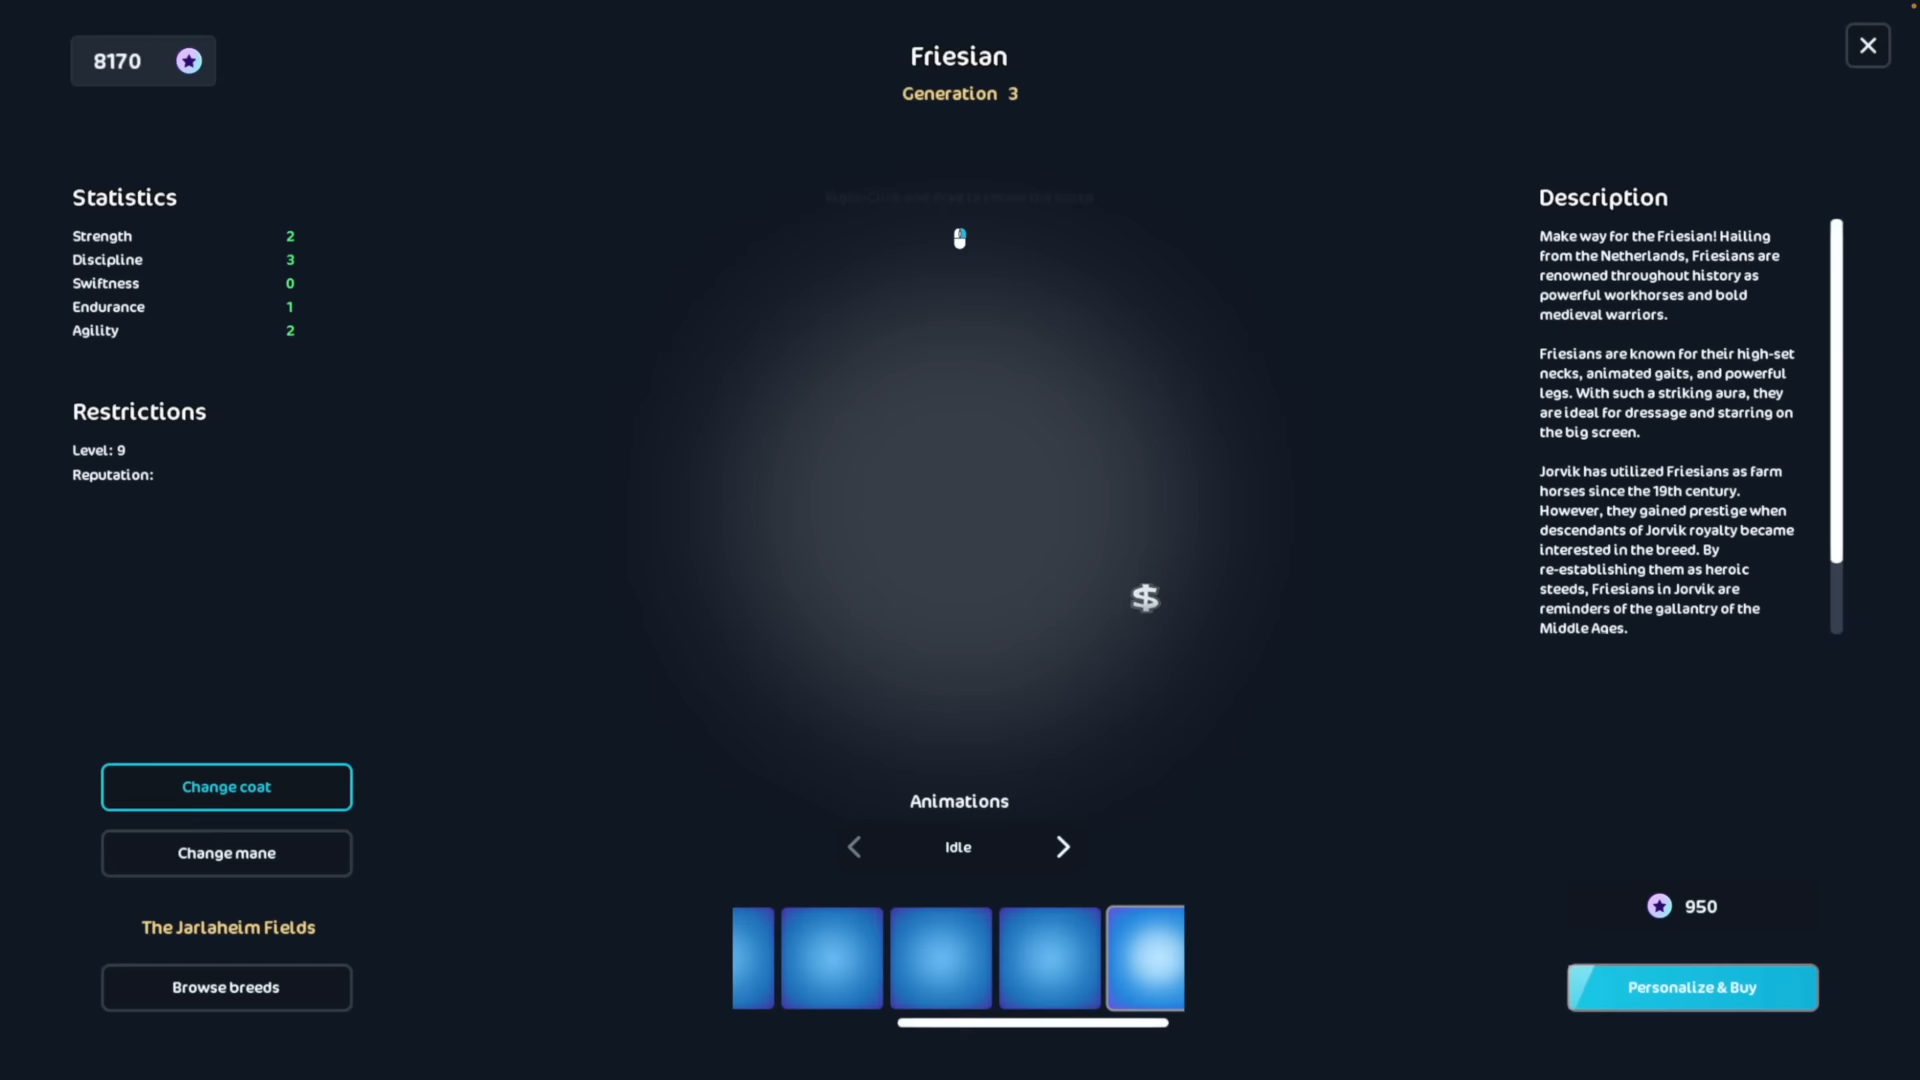 8170
Friesian
Generation 3
Statistics
Strength 2
Discipline 3
Swiftness 0
Endurance 1
Agility 2
Restrictions
Level: 9
Reputation:
Change coat
Change mane
The Jarlaheim Fields
Browse breeds
$
Animations
Idle
Description
Make way for the Friesian! Hailing
from the Netherlands, Friesians are
renowned throughout history as
powerful workhorses and bold
medieval warriors.
Friesians are known for their high-set
necks, animated gaits, and powerful
legs. With such a striking aura, they
are ideal for dressage and starring on
the big screen.
Jorvik has utilized Friesians as farm
horses since the 19th century.
However, they gained prestige when
descendants of Jorvik royalty became
interested in the breed. By
re-establishing them as heroic
steeds, Friesians in Jorvik are
reminders of the gallantry of the
Middle Ages.
950
Personalize & Buy